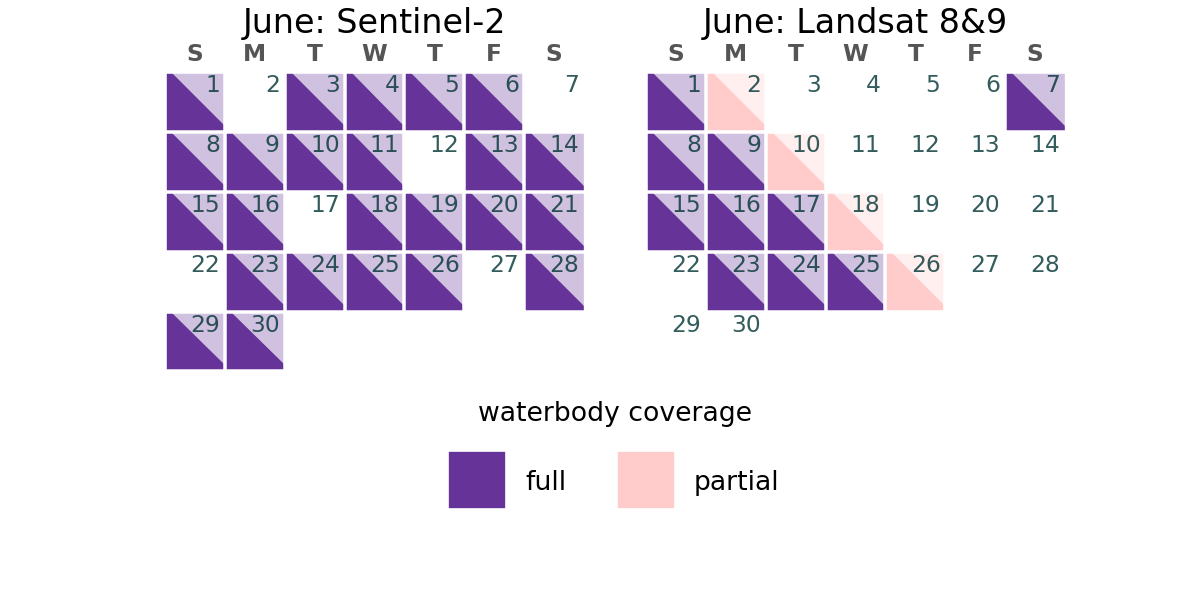 June: Sentinel-2
S M T W T F S
1 2 3 4 5 6 7
8 9 10 11 12 13 14
15 16 17 18 19 20 21
22 23 24 25 26 27 28
29 30
June: Landsat 8&9
S M T W T F S
1 2 3 4 5 6 7
8 9 10 11 12 13 14
15 16 17 18 19 20 21
22 23 24 25 26 27 28
29 30
waterbody coverage
full partial